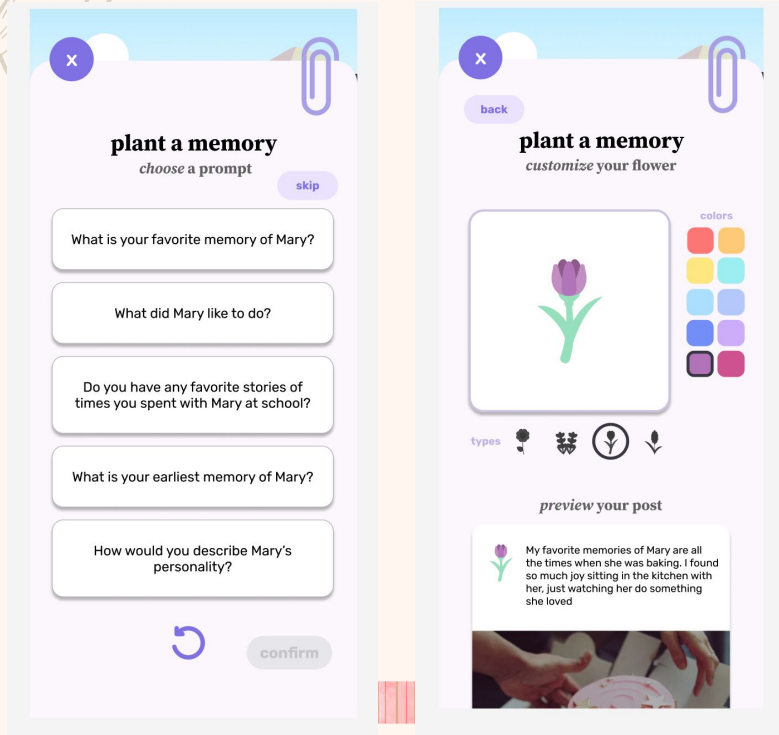 X
plant a memory
choose a prompt
skip
What is your favorite memory of Mary?
What did Mary like to do?
Do you have any favorite stories of
times you spent with Mary at school?
What is your earliest memory of Mary?
How would you describe Mary's
personality?
confirm
X
back
plant a memory
customize your flower
colors
types
preview your post
My favorite memories of Mary are all
the times when she was baking. I found
so much joy sitting in the kitchen with
her, just watching her do something
she loved